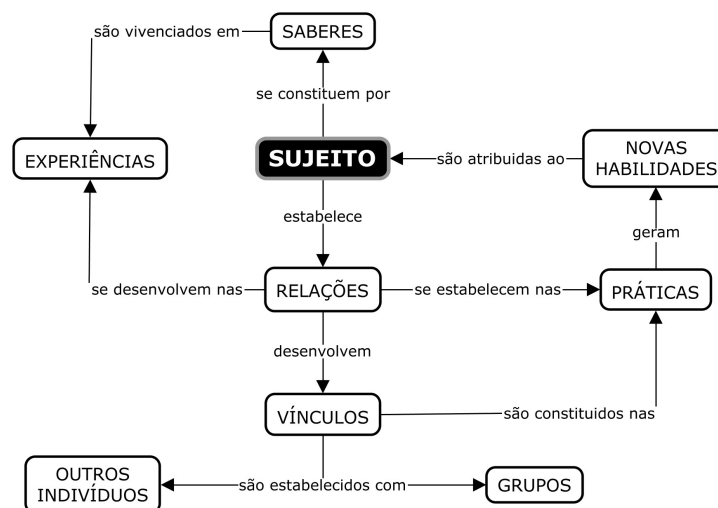 são vivenciados em
SABERES
se constituem por
EXPERIÊNCIAS
SUJEITO
são atribuidas ao
NOVAS
HABILIDADES
estabelece
geram
se desenvolvem nas
RELAÇÕES
se estabelecem nas
PRÁTICAS
desenvolvem
VÍNCULOS
são constituidos nas
OUTROS
INDIVÍDUOS
são estabelecidos com
GRUPOS